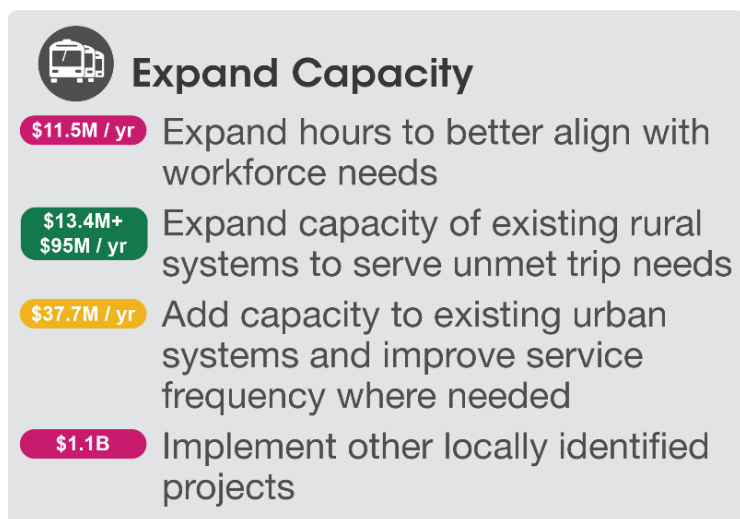 Expand Capacity
$11.5M / yr
Expand hours to better align with
workforce needs
$13.4M+
$95M / yr
Expand capacity of existing rural
systems to serve unmet trip needs
$37.7M / yr
Add capacity to existing urban
systems and improve service
frequency where needed
$1.1B
Implement other locally identified
projects